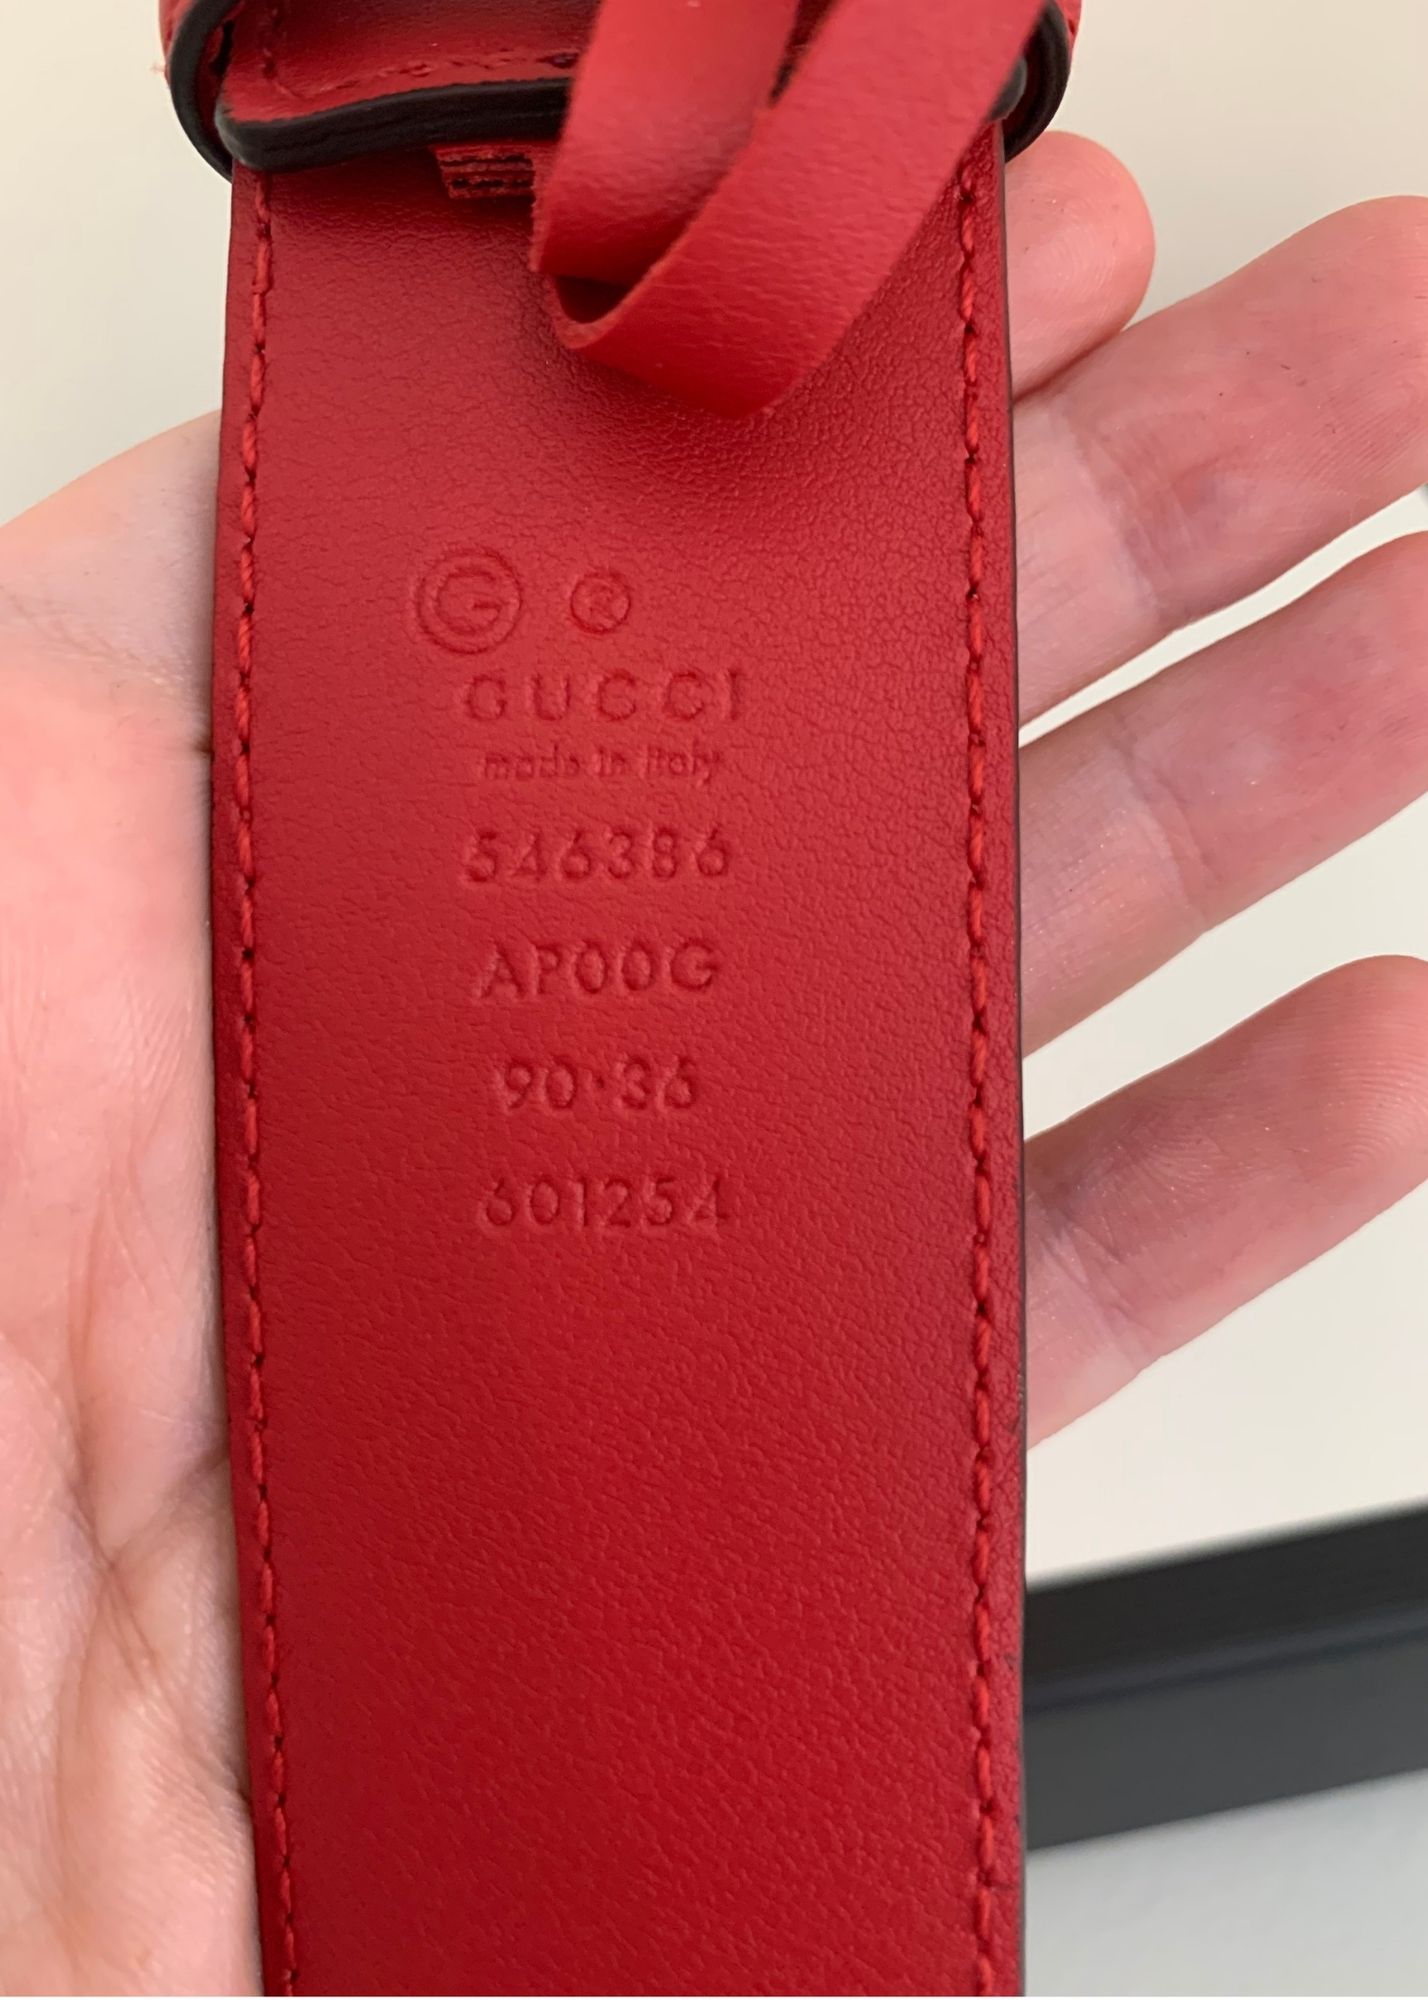 G ®
GUCCI
made in Italy
546386
AP00G
90·36
601254